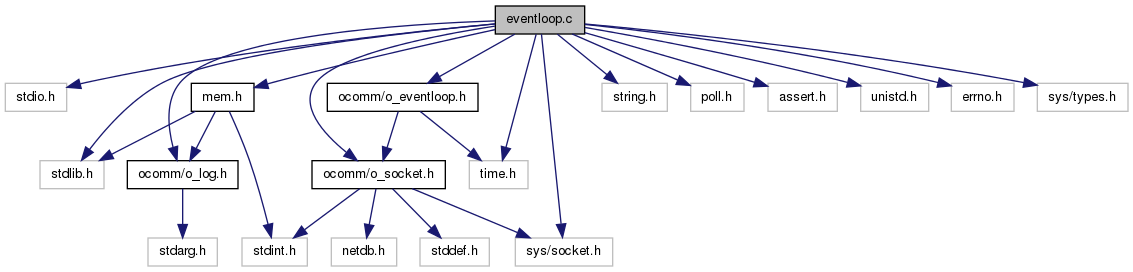 eventloop.c
stdio.h
mem.h
ocomm/o_eventloop.h
string.h
poll.h
assert.h
unistd.h
errno.h
sys/types.h
stdlib.h
ocomm/o_log.h
ocomm/o_socket.h
time.h
stdarg.h
stdint.h
netdb.h
stddef.h
sys/socket.h